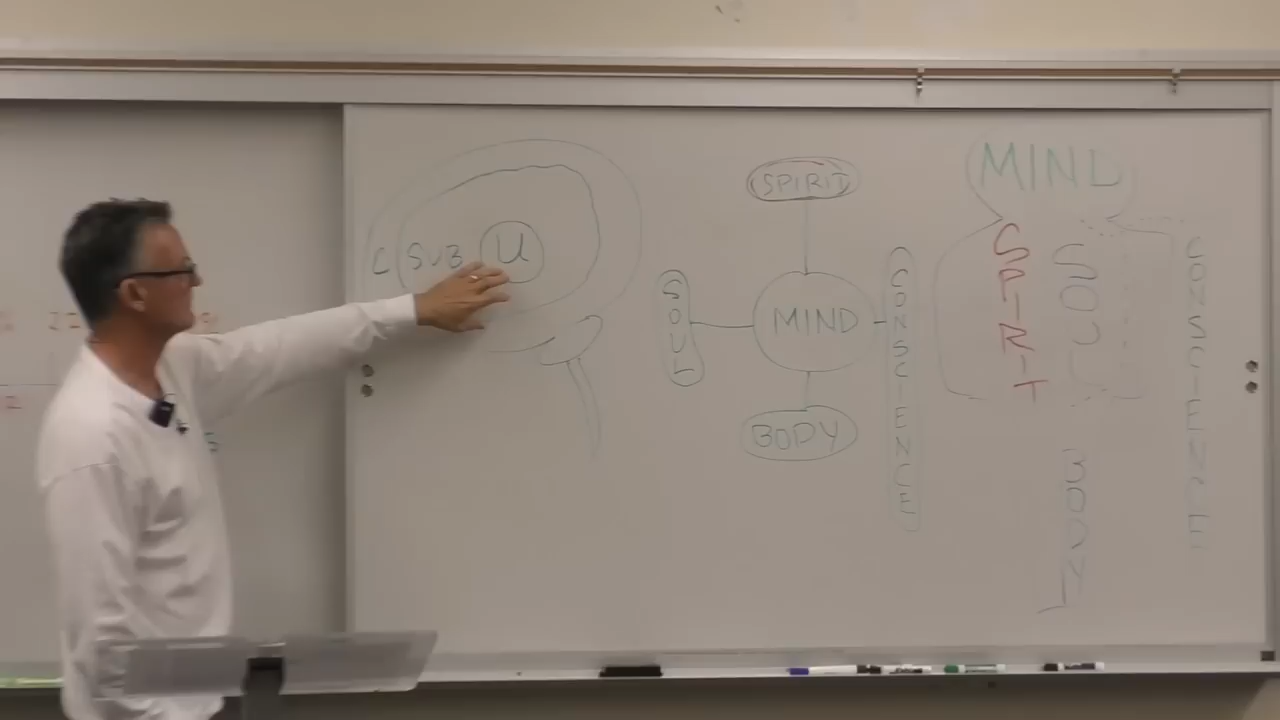 C SUB U
SPIRIT
SOUL
MIND
CONSCIENCE
BODY
MIND
SPIRIT
SOUL
CONSCIENCE
BODY